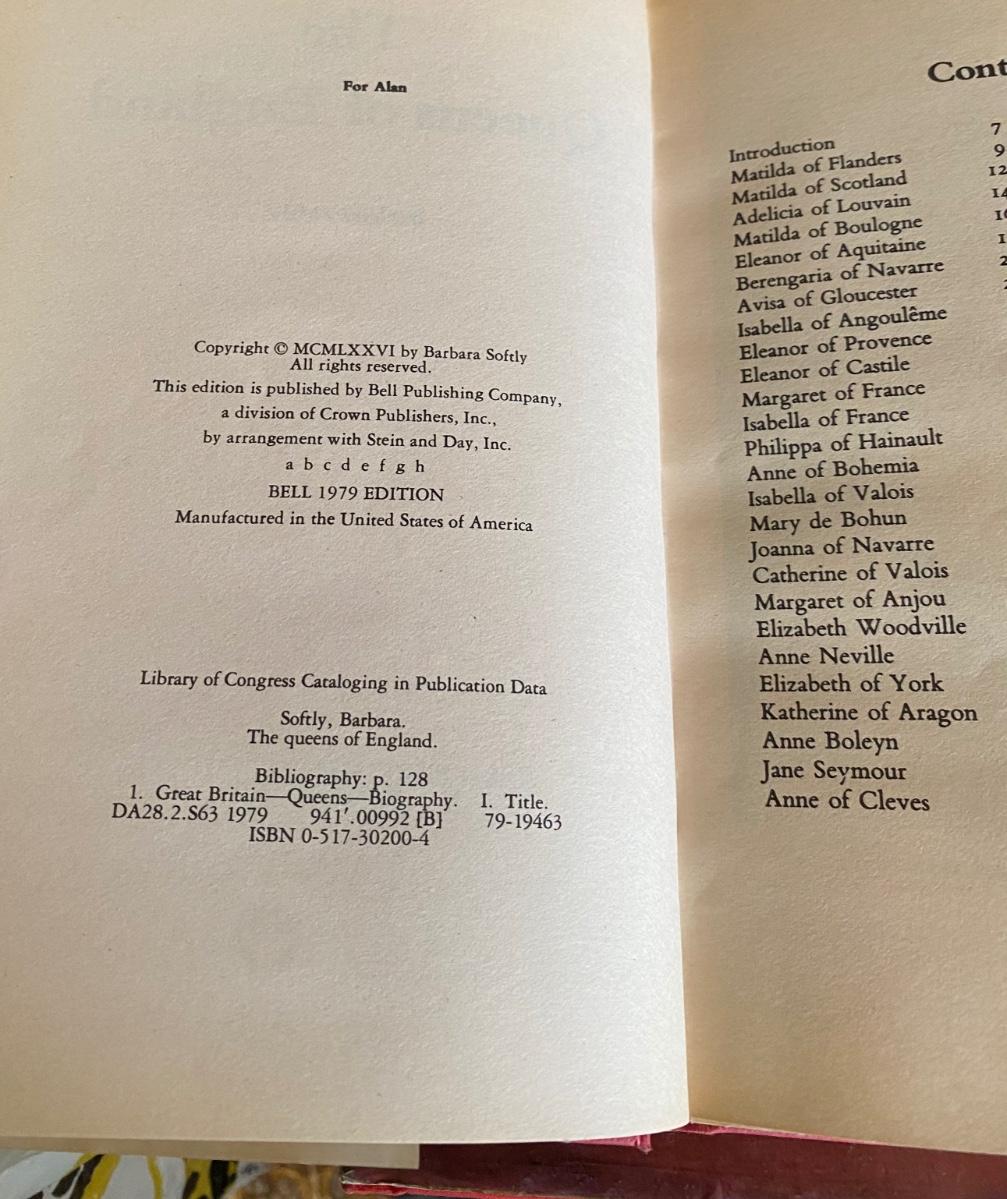 For Alan
Copyright © MCMLXXVI by Barbara Softly
All rights reserved.
This edition is published by Bell Publishing Company,
a division of Crown Publishers, Inc.,
by arrangement with Stein and Day, Inc.
a b c d e f g h
BELL 1979 EDITION
Manufactured in the United States of America
Library of Congress Cataloging in Publication Data
Softly, Barbara.
The queens of England.
Bibliography: p. 128
1. Great Britain—Queens—Biography. I. Title.
DA28.2.S63 1979 941'.00992 [B] 79-19463
ISBN 0-517-30200-4
Cont
Introduction 7
Matilda of Flanders 9
Matilda of Scotland 12
Adelicia of Louvain 14
Matilda of Boulogne
Eleanor of Aquitaine
Berengaria of Navarre
Avisa of Gloucester
Isabella of Angoulême
Eleanor of Provence
Eleanor of Castile
Margaret of France
Isabella of France
Philippa of Hainault
Anne of Bohemia
Isabella of Valois
Mary de Bohun
Joanna of Navarre
Catherine of Valois
Margaret of Anjou
Elizabeth Woodville
Anne Neville
Elizabeth of York
Katherine of Aragon
Anne Boleyn
Jane Seymour
Anne of Cleves